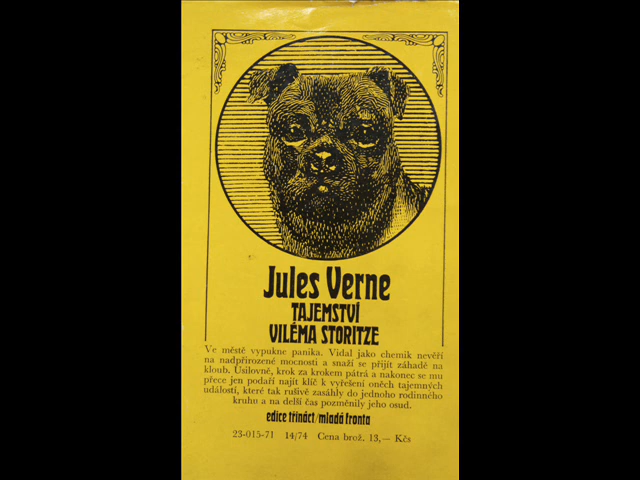 Jules Verne
TAJEMSTVÍ
VILÉMA STORITZE
Ve městě vypukne panika. Vidal jako chemik nevěří
na nadpřirozené mocnosti a snaží se přijít záhadě na
kloub. Úsilovně, krok za krokem pátrá a nakonec se mu
přece jen podaří najít klíč k vyřešení oněch tajemných
událostí, které tak rušivě zasáhly do jednoho rodinného
kruhu a na delší čas pozměnily jeho osud.
edice třináct/mladá fronta
23-015-71 14/74 Cena brož. 13,— Kčs